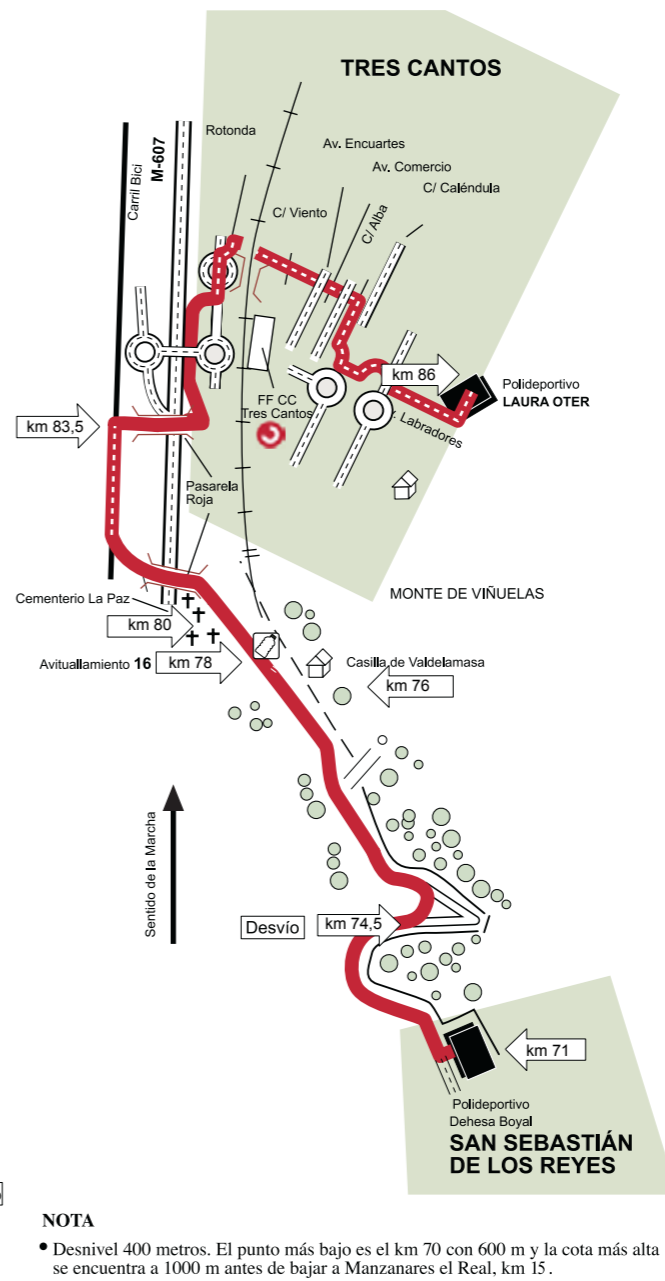 TRES CANTOS
Rotonda
Av. Encuartes
Av. Comercio
C/ Caléndula
C/ Viento
C/ Alba
Carril Bici
M-607
km 86
Polideportivo
LAURA OTER
FF CC
Tres Cantos
Labradores
km 83,5
Pasarela
Roja
MONTE DE VIÑUELAS
Cementerio La Paz
km 80
Avituallamiento 16
km 78
Casilla de Valdelamasa
km 76
Sentido de la Marcha
Desvío
km 74,5
km 71
Polideportivo
Dehesa Boyal
SAN SEBASTIÁN
DE LOS REYES
NOTA
• Desnivel 400 metros. El punto más bajo es el km 70 con 600 m y la cota más alta
se encuentra a 1000 m antes de bajar a Manzanares el Real, km 15.